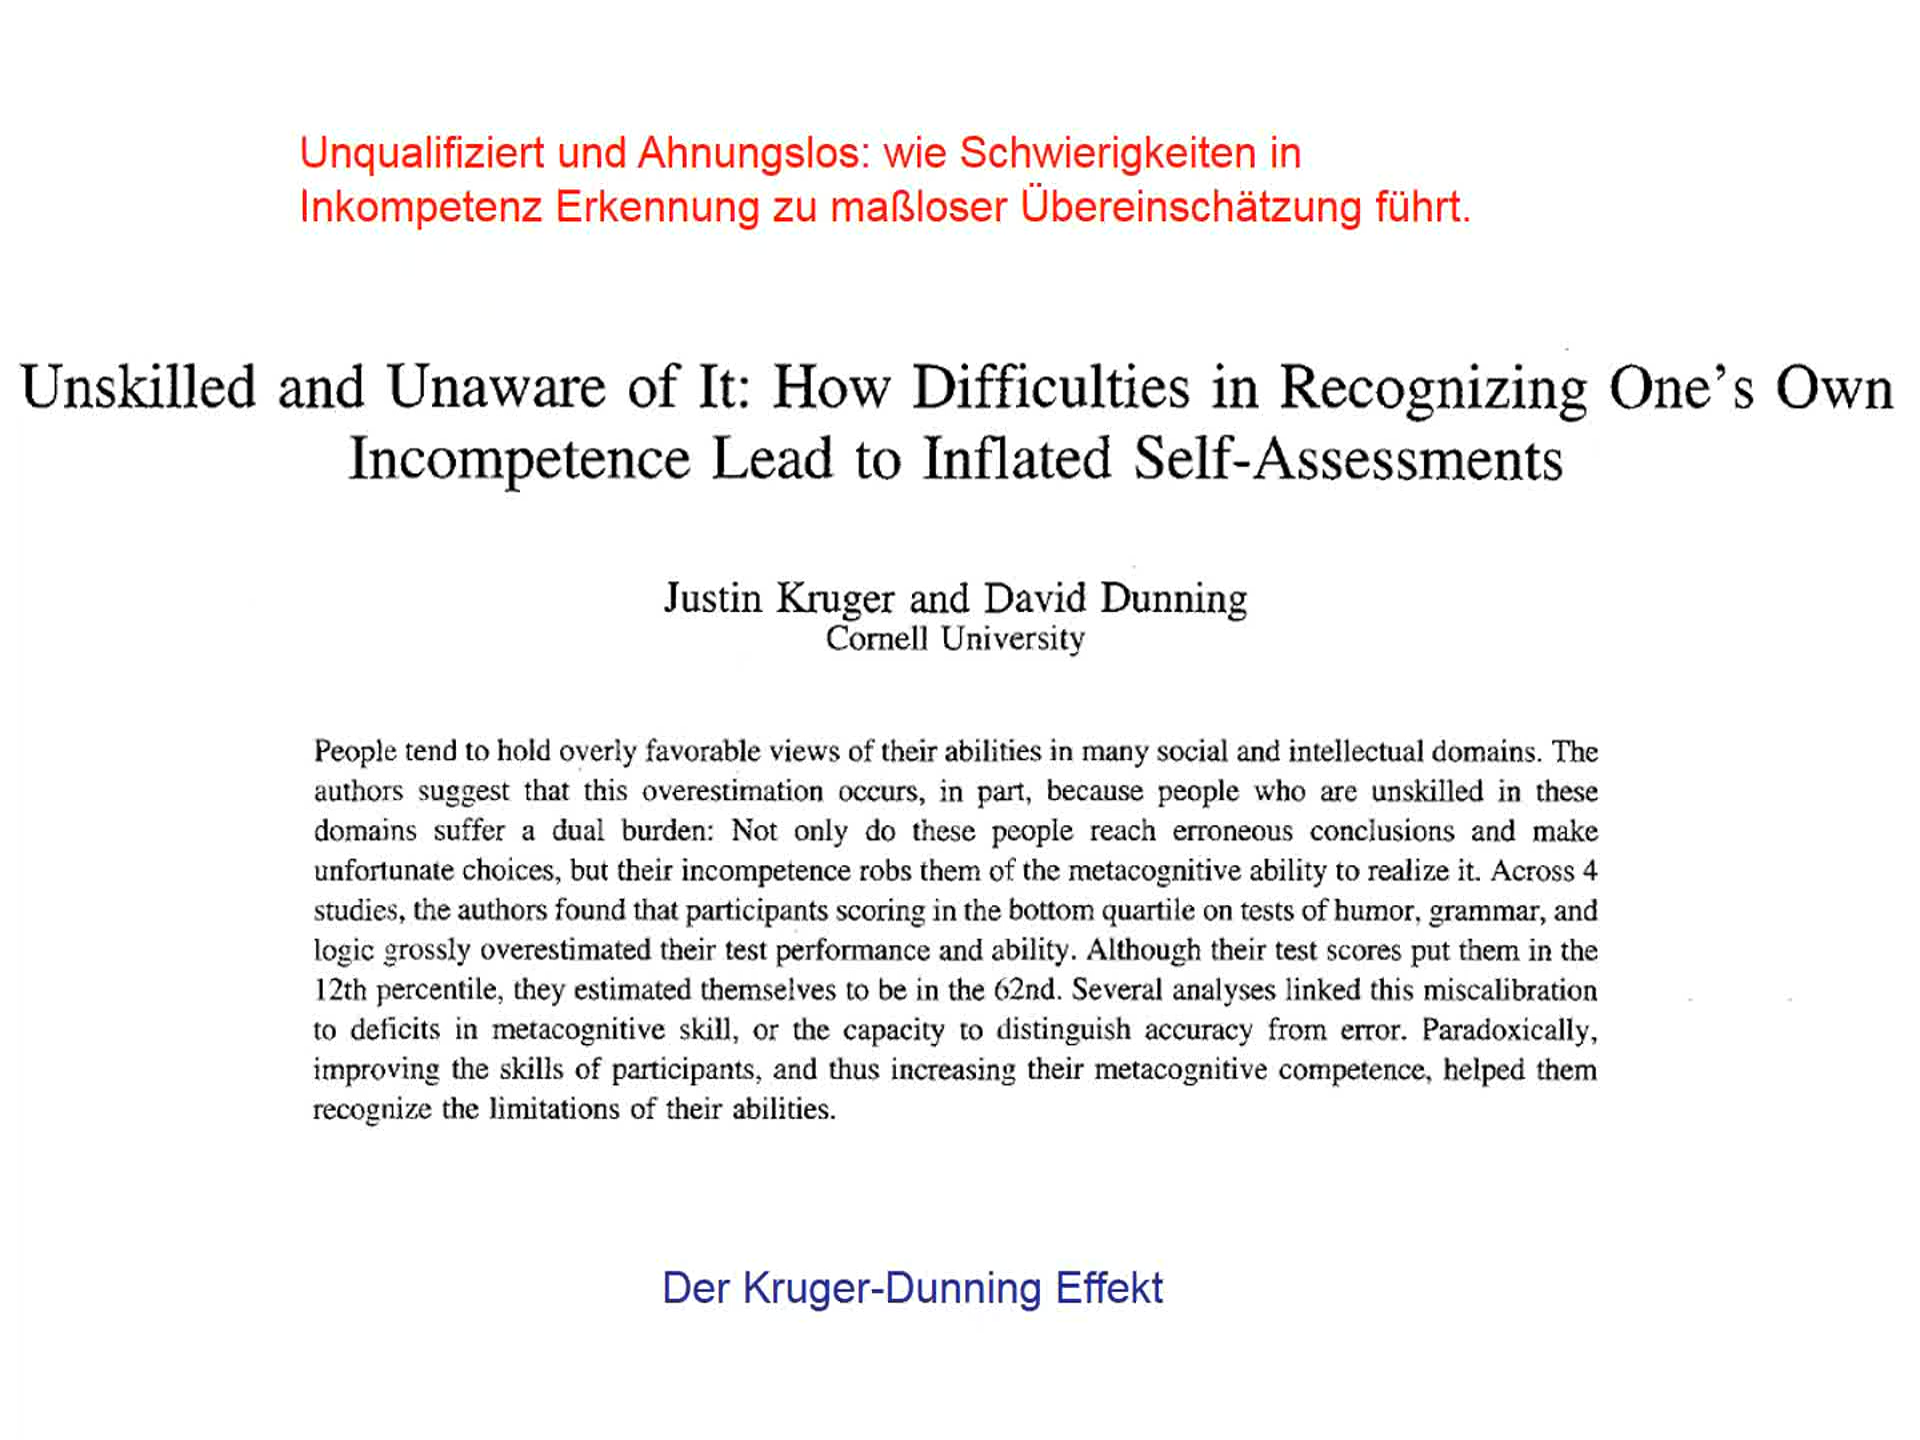 Unqualifiziert und Ahnungslos: wie Schwierigkeiten in
Inkompetenz Erkennung zu maßloser Übereinschätzung führt.
Unskilled and Unaware of It: How Difficulties in Recognizing One's Own
Incompetence Lead to Inflated Self-Assessments
Justin Kruger and David Dunning
Cornell University
People tend to hold overly favorable views of their abilities in many social and intellectual domains. The
authors suggest that this overestimation occurs, in part, because people who are unskilled in these
domains suffer a dual burden: Not only do these people reach erroneous conclusions and make
unfortunate choices, but their incompetence robs them of the metacognitive ability to realize it. Across 4
studies, the authors found that participants scoring in the bottom quartile on tests of humor, grammar, and
logic grossly overestimated their test performance and ability. Although their test scores put them in the
12th percentile, they estimated themselves to be in the 62nd. Several analyses linked this miscalibration
to deficits in metacognitive skill, or the capacity to distinguish accuracy from error. Paradoxically,
improving the skills of participants, and thus increasing their metacognitive competence, helped them
recognize the limitations of their abilities.
Der Kruger-Dunning Effekt